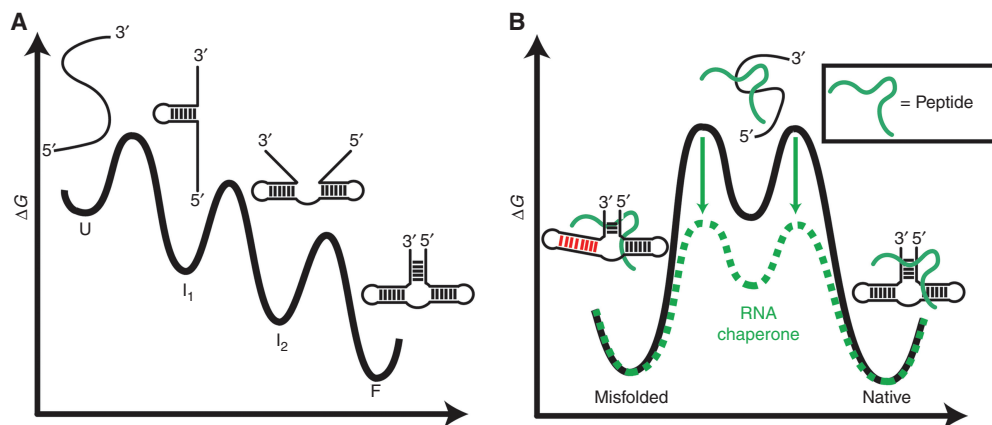 A
3′
5′
ΔG
U
3′
5′
I1
3′ 5′
I2
3′ 5′
F
B
ΔG
3′
5′
= Peptide
3′ 5′
3′ 5′
RNA
chaperone
Misfolded
Native